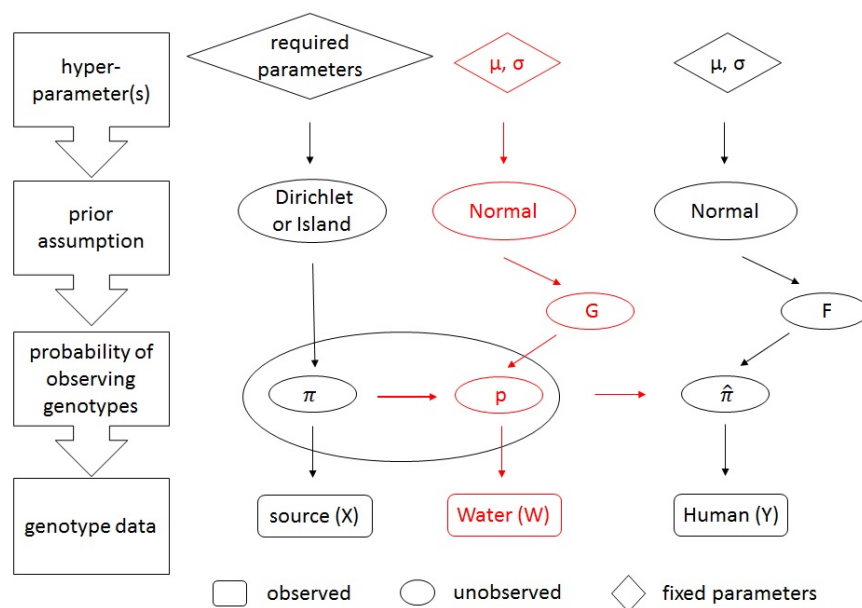 hyper-
parameter(s)
required
parameters
μ, σ
μ, σ
prior
assumption
Dirichlet
or Island
Normal
Normal
G
F
probability of
observing
genotypes
π
p
π̂
genotype data
source (X)
Water (W)
Human (Y)
observed
unobserved
fixed parameters